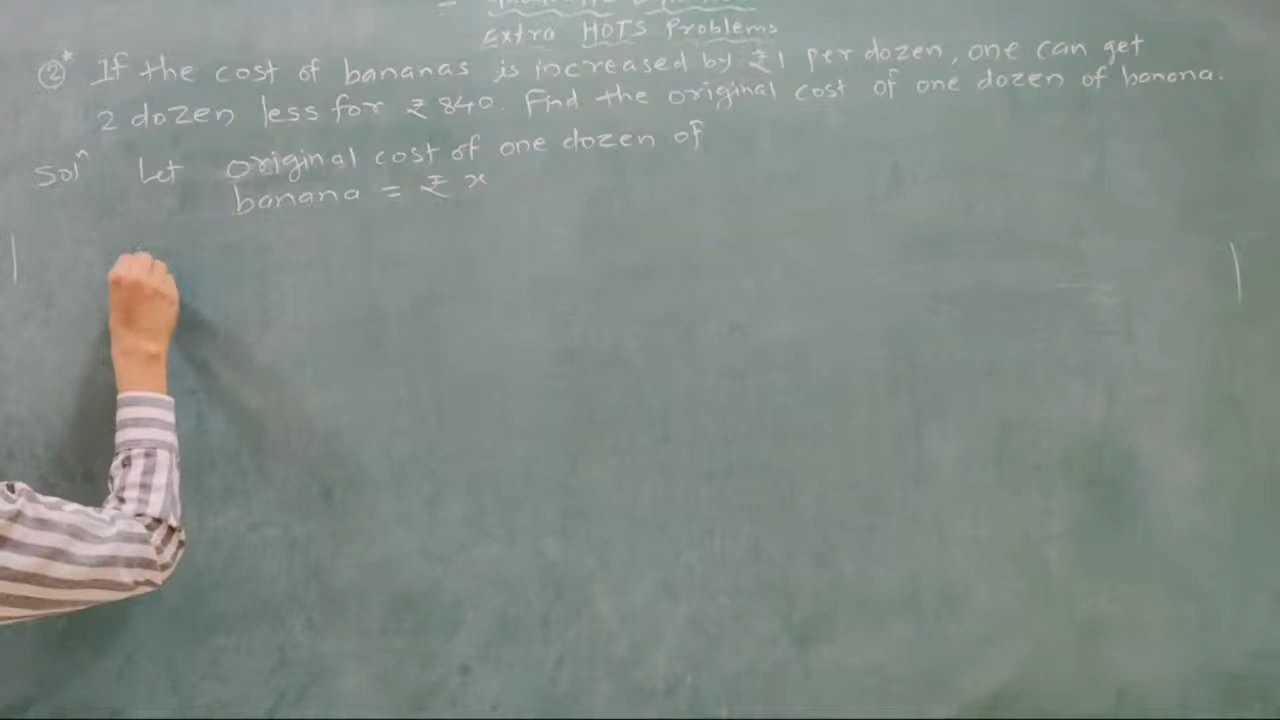 Extra HOTS Problems
②* If the cost of bananas is increased by ₹1 per dozen, one can get
2 dozen less for ₹ 840. Find the original cost of one dozen of banana.
Solⁿ Let original cost of one dozen of
banana = ₹ x